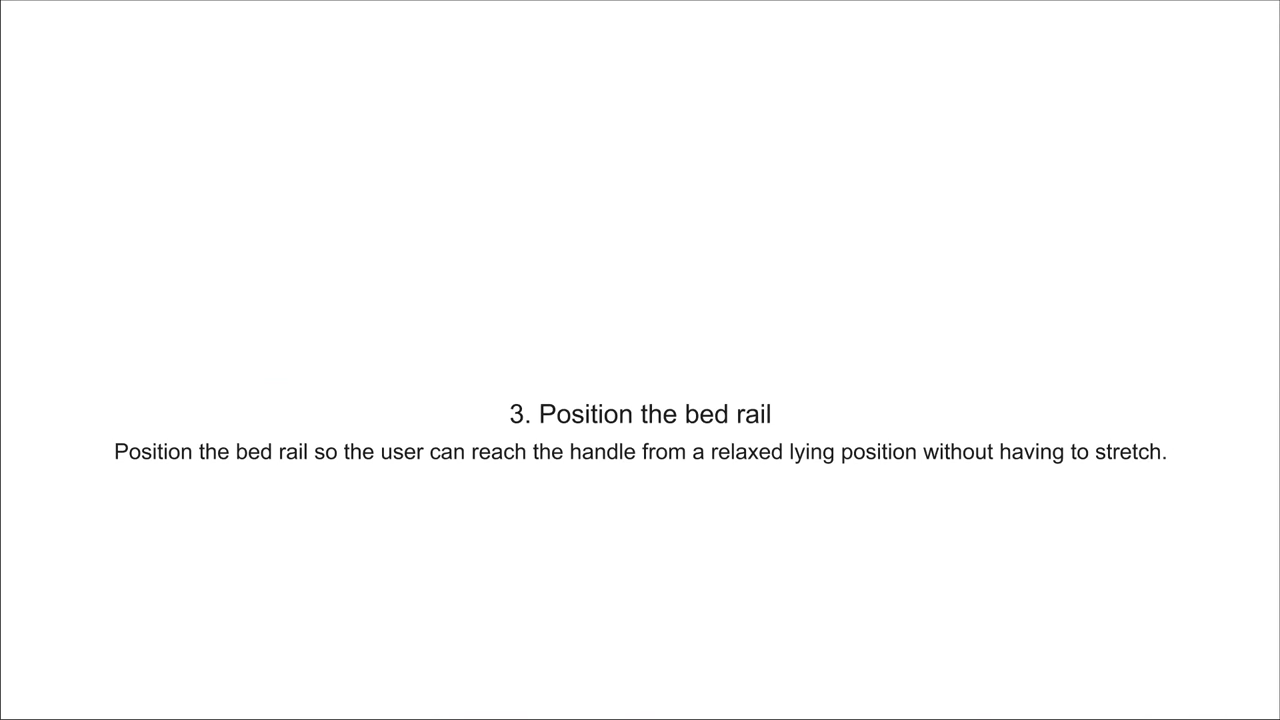 3. Position the bed rail
Position the bed rail so the user can reach the handle from a relaxed lying position without having to stretch.